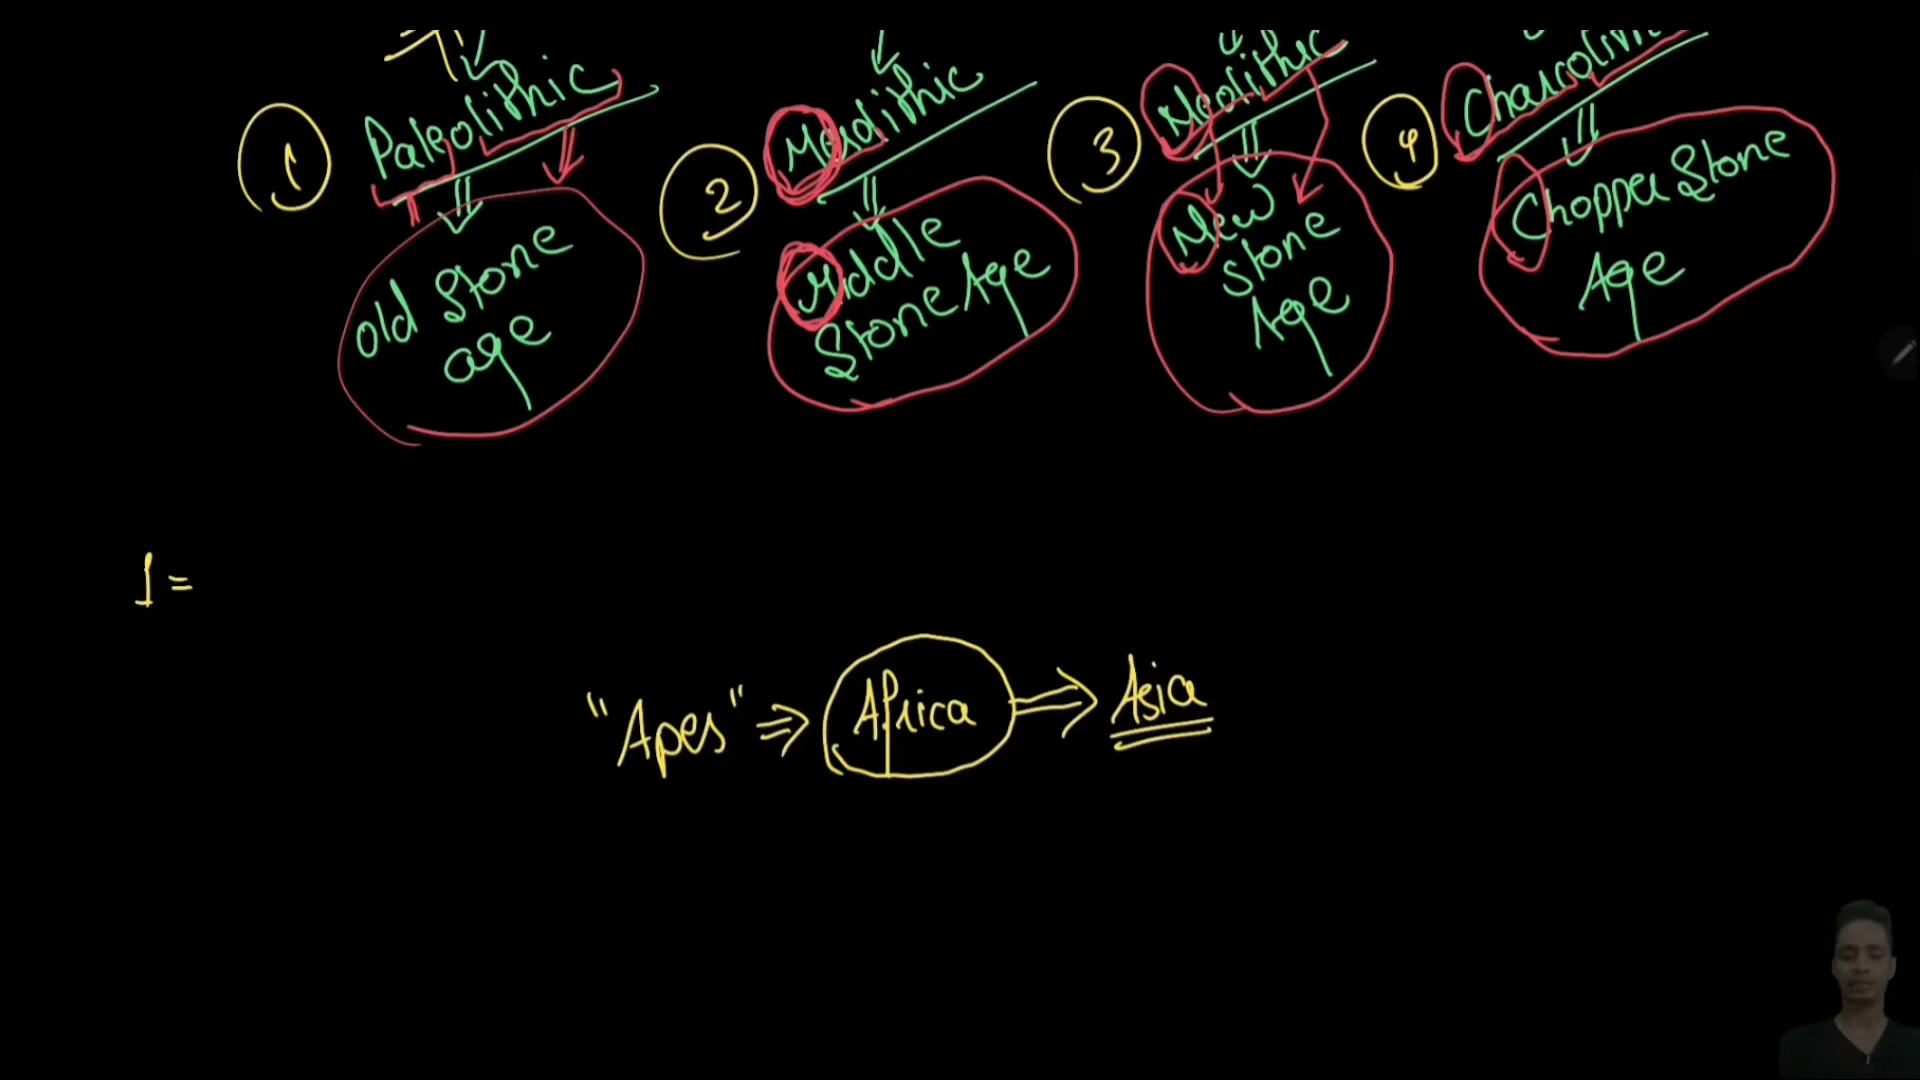 1 Paleolithic
old Stone
age
2 Mesolithic
Middle
Stone Age
3 Neolithic
New
Stone
Age
4
Chopper Stone
Age
1 =
"Apes" ⇒ Africa ⇒ Asia